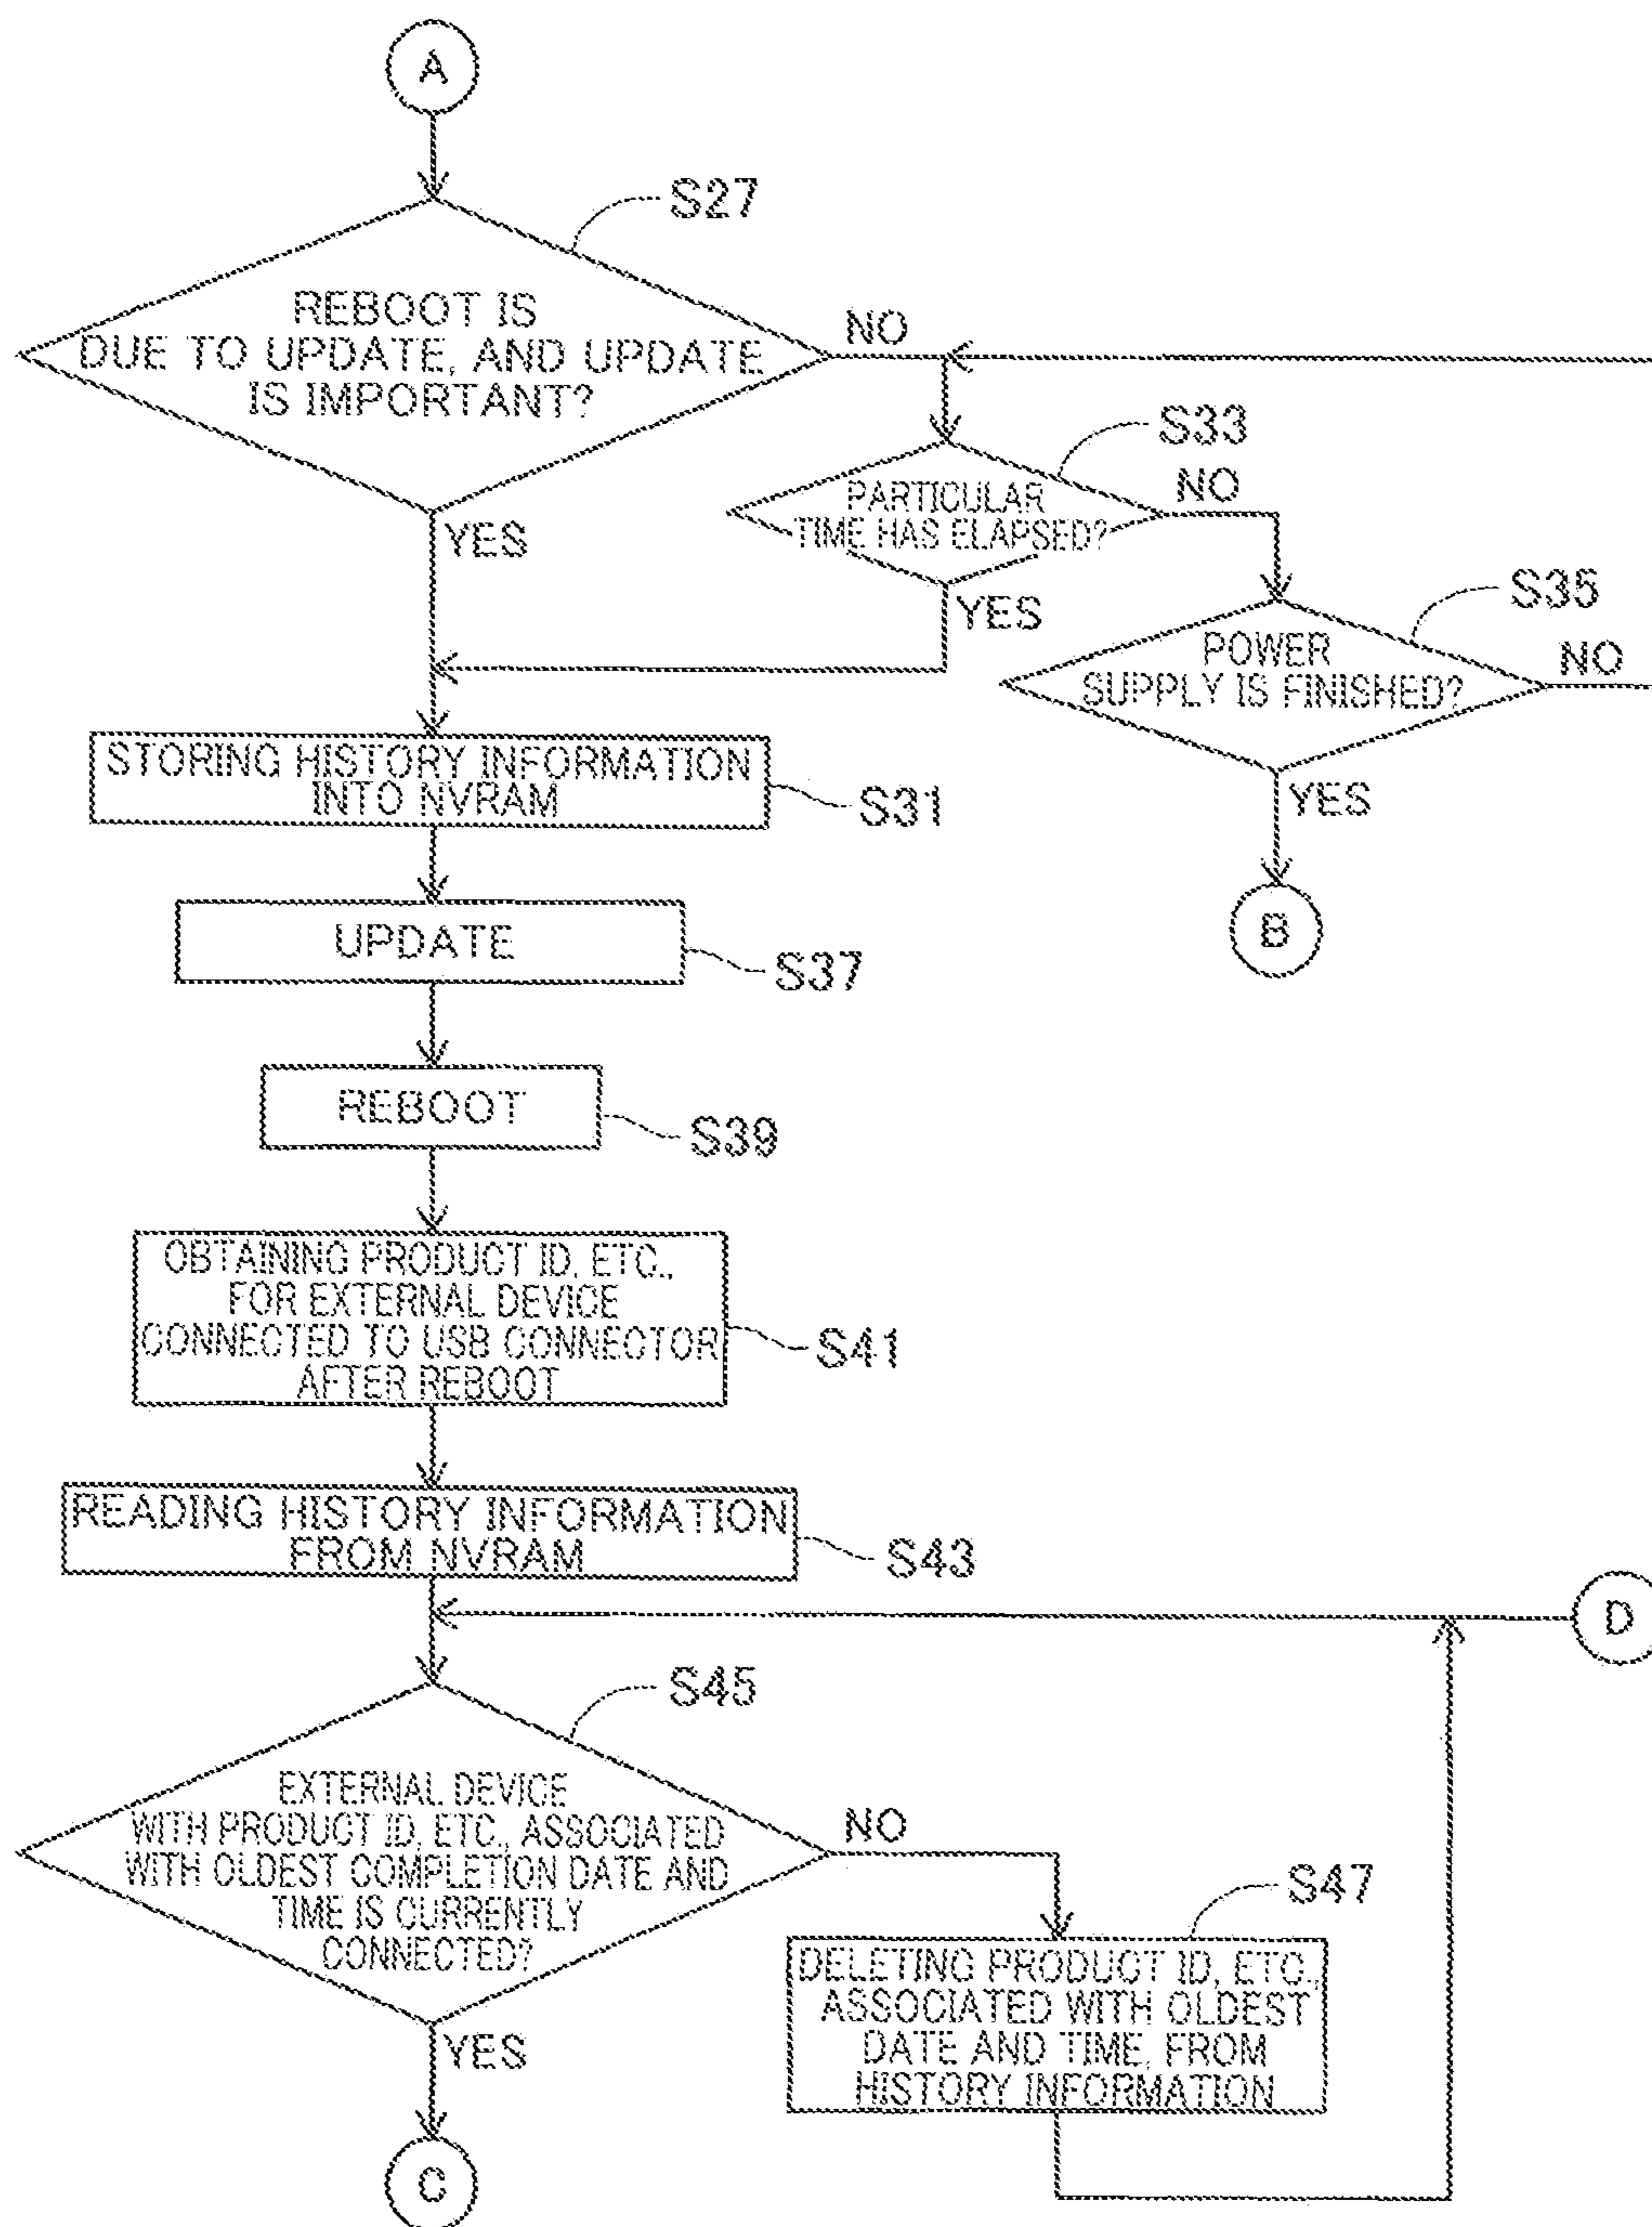 A
S27
REBOOT IS
DUE TO UPDATE, AND UPDATE
IS IMPORTANT?
NO
YES
S33
PARTICULAR
TIME HAS ELAPSED?
NO
YES
S35
POWER
SUPPLY IS FINISHED?
NO
YES
B
STORING HISTORY INFORMATION
INTO NVRAM
S31
UPDATE
S37
REBOOT
S39
OBTAINING PRODUCT ID, ETC.,
FOR EXTERNAL DEVICE
CONNECTED TO USB CONNECTOR
AFTER REBOOT
S41
READING HISTORY INFORMATION
FROM NVRAM
S43
D
S45
EXTERNAL DEVICE
WITH PRODUCT ID, ETC., ASSOCIATED
WITH OLDEST COMPLETION DATE AND
TIME IS CURRENTLY
CONNECTED?
NO
YES
S47
DELETING PRODUCT ID, ETC.,
ASSOCIATED WITH OLDEST
DATE AND TIME, FROM
HISTORY INFORMATION
C